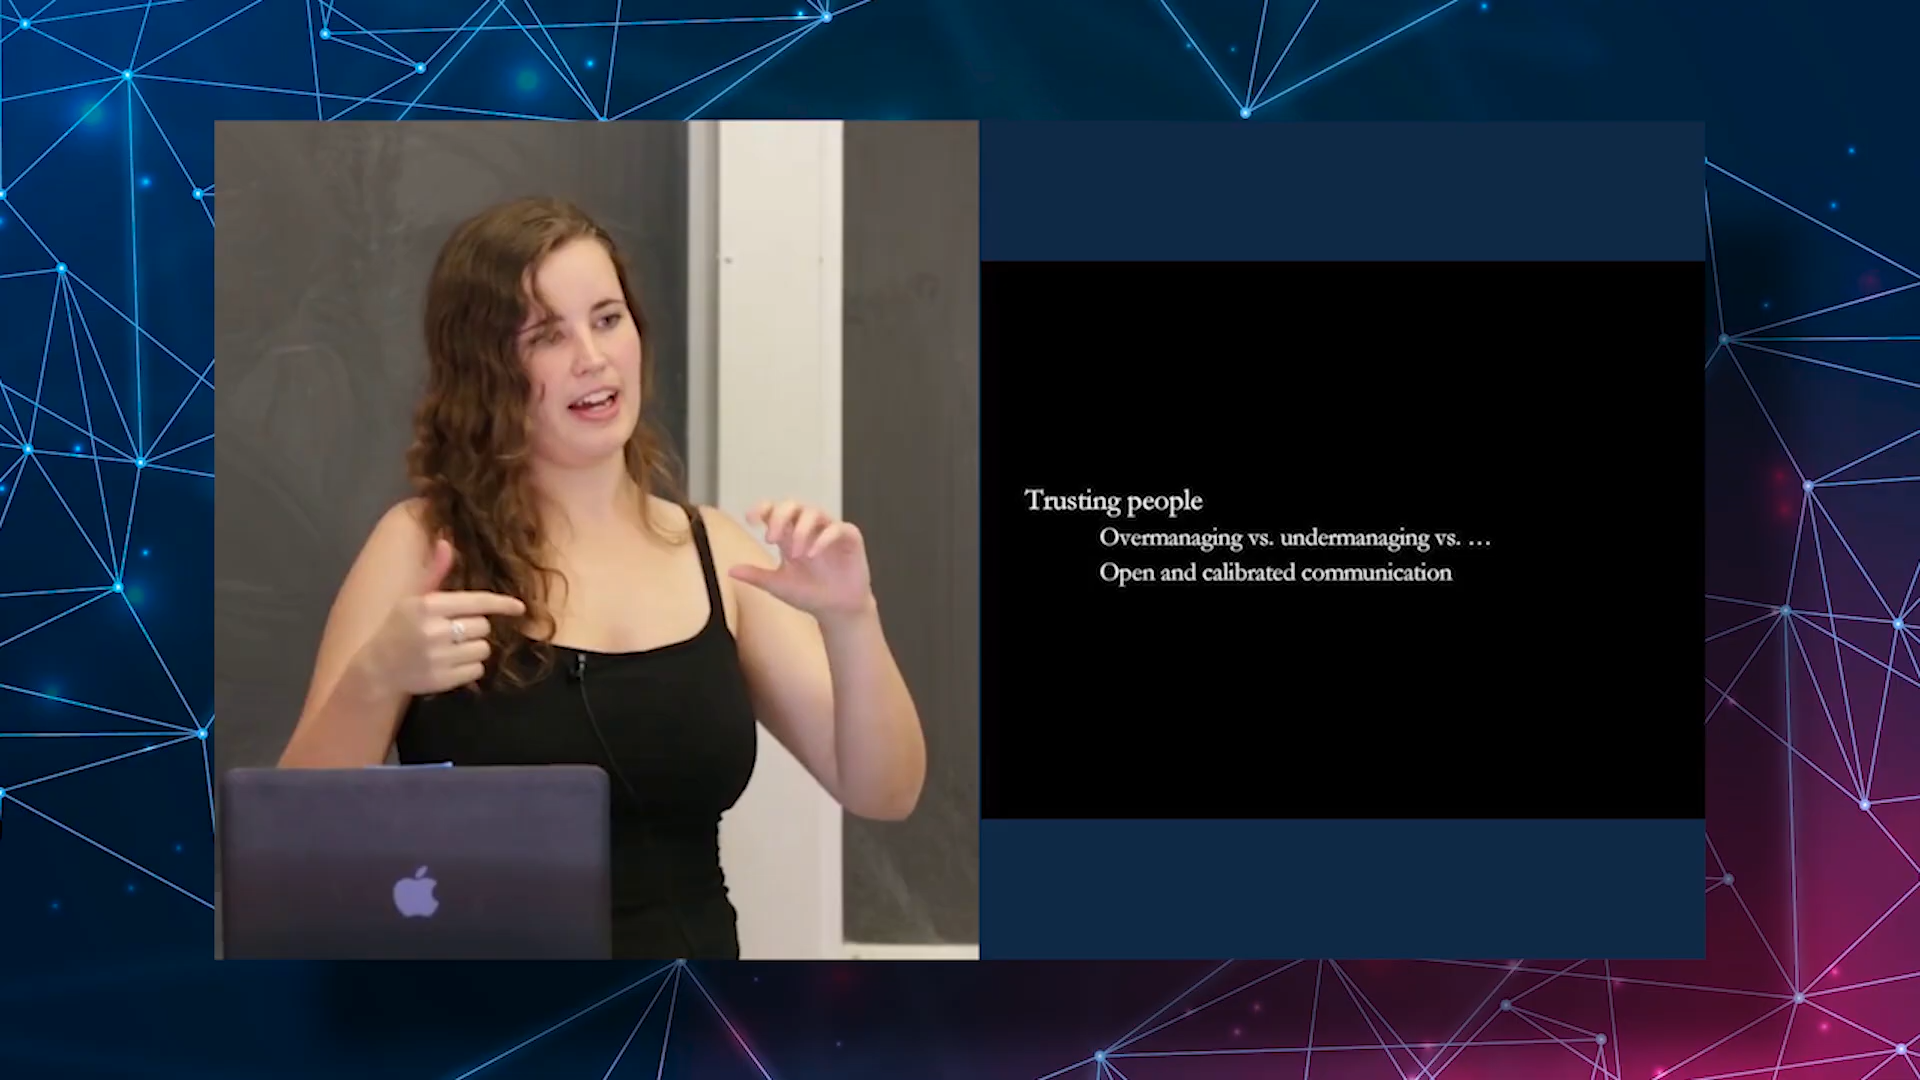 Trusting people
Overmanaging vs. undermanaging vs. …
Open and calibrated communication